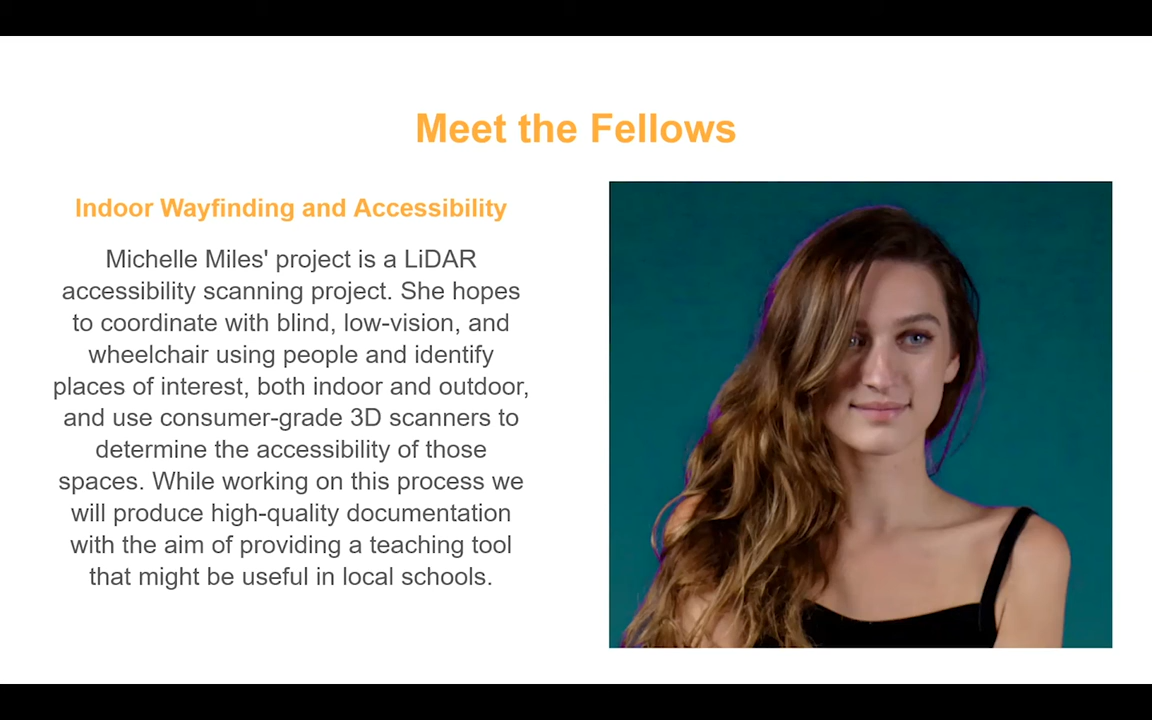 Meet the Fellows
Indoor Wayfinding and Accessibility
Michelle Miles' project is a LiDAR
accessibility scanning project. She hopes
to coordinate with blind, low-vision, and
wheelchair using people and identify
places of interest, both indoor and outdoor,
and use consumer-grade 3D scanners to
determine the accessibility of those
spaces. While working on this process we
will produce high-quality documentation
with the aim of providing a teaching tool
that might be useful in local schools.